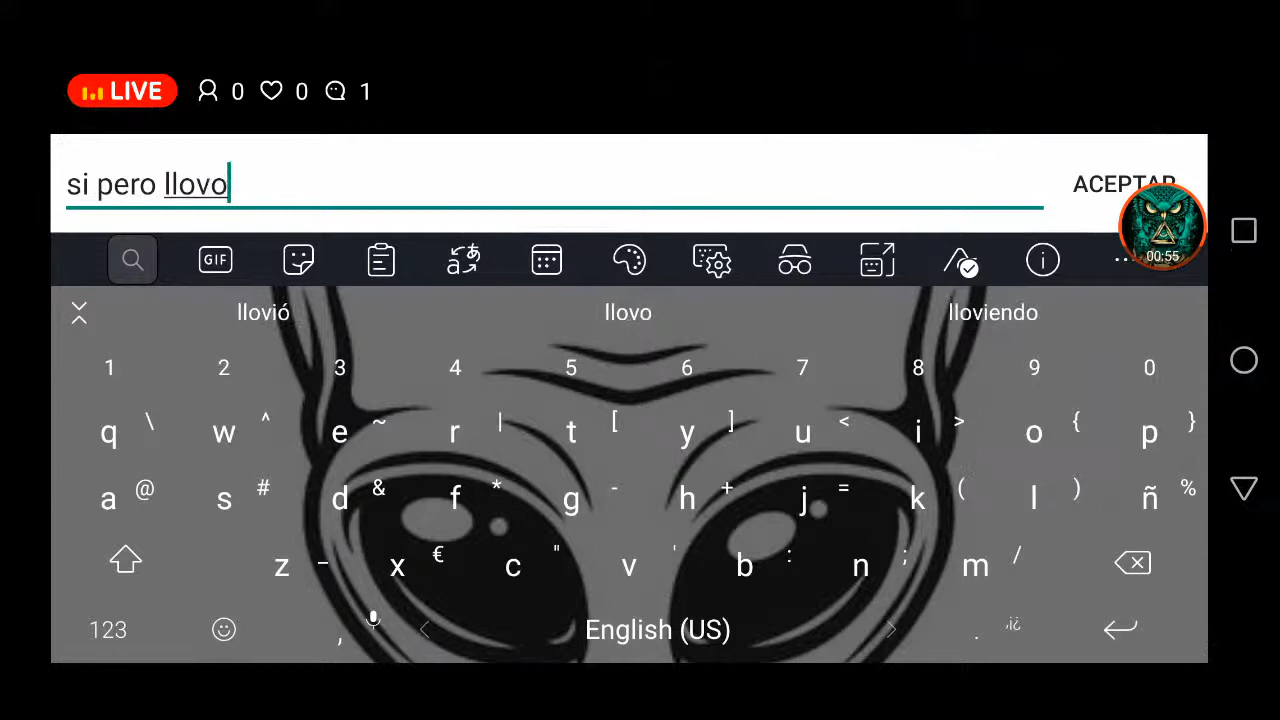 LIVE 0 0 1
si pero llovo
ACEPTAR
GIF
00:55
llovió llovo lloviendo
1 2 3 4 5 6 7 8 9 0
q \ w ^ e ~ r | t [ y ] u < i > o { p }
a @ s # d & f * g - h + j = k ( l ) ñ %
z _ x € c " v ' b : n ; m /
123 , < English (US) > . ,¡¿